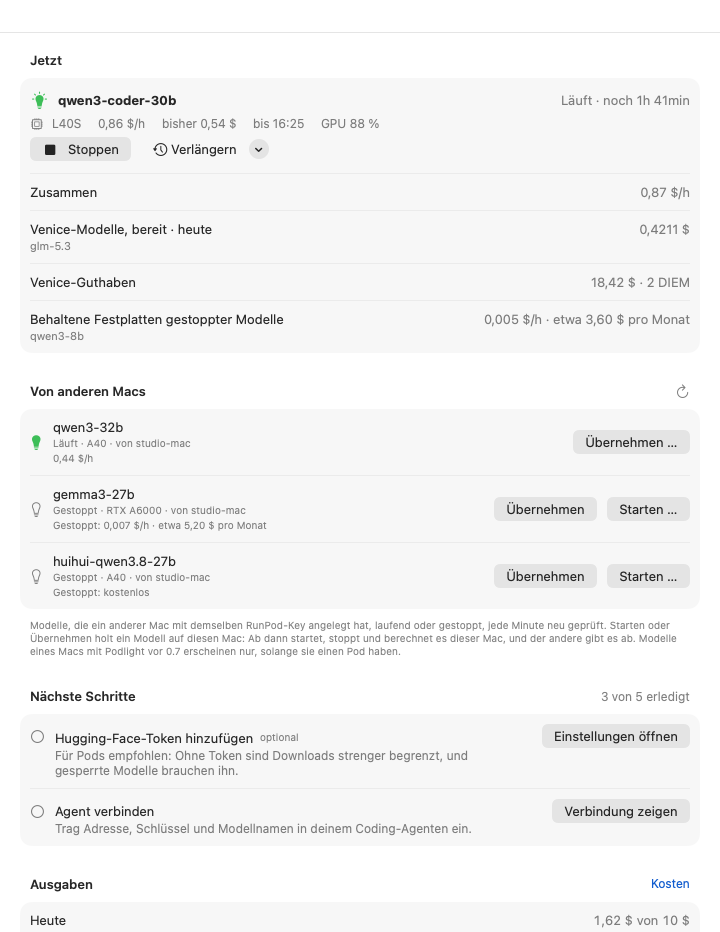 Jetzt
qwen3-coder-30b
Läuft · noch 1h 41min
L40S 0,86 $/h bisher 0,54 $ bis 16:25 GPU 88 %
Stoppen
Verlängern
Zusammen
0,87 $/h
Venice-Modelle, bereit · heute
0,4211 $
glm-5.3
Venice-Guthaben
18,42 $ · 2 DIEM
Behaltene Festplatten gestoppter Modelle
0,005 $/h · etwa 3,60 $ pro Monat
qwen3-8b
Von anderen Macs
qwen3-32b
Läuft · A40 · von studio-mac
0,44 $/h
Übernehmen ...
gemma3-27b
Gestoppt · RTX A6000 · von studio-mac
Gestoppt: 0,007 $/h · etwa 5,20 $ pro Monat
Übernehmen
Starten ...
huihui-qwen3.8-27b
Gestoppt · A40 · von studio-mac
Gestoppt: kostenlos
Übernehmen
Starten ...
Modelle, die ein anderer Mac mit demselben RunPod-Key angelegt hat, laufend oder gestoppt, jede Minute neu geprüft. Starten oder
Übernehmen holt ein Modell auf diesen Mac: Ab dann startet, stoppt und berechnet es dieser Mac, und der andere gibt es ab. Modelle
eines Macs mit Podlight vor 0.7 erscheinen nur, solange sie einen Pod haben.
Nächste Schritte
3 von 5 erledigt
Hugging-Face-Token hinzufügen optional
Für Pods empfohlen: Ohne Token sind Downloads strenger begrenzt, und
gesperrte Modelle brauchen ihn.
Einstellungen öffnen
Agent verbinden
Trag Adresse, Schlüssel und Modellnamen in deinem Coding-Agenten ein.
Verbindung zeigen
Ausgaben
Kosten
Heute
1,62 $ von 10 $